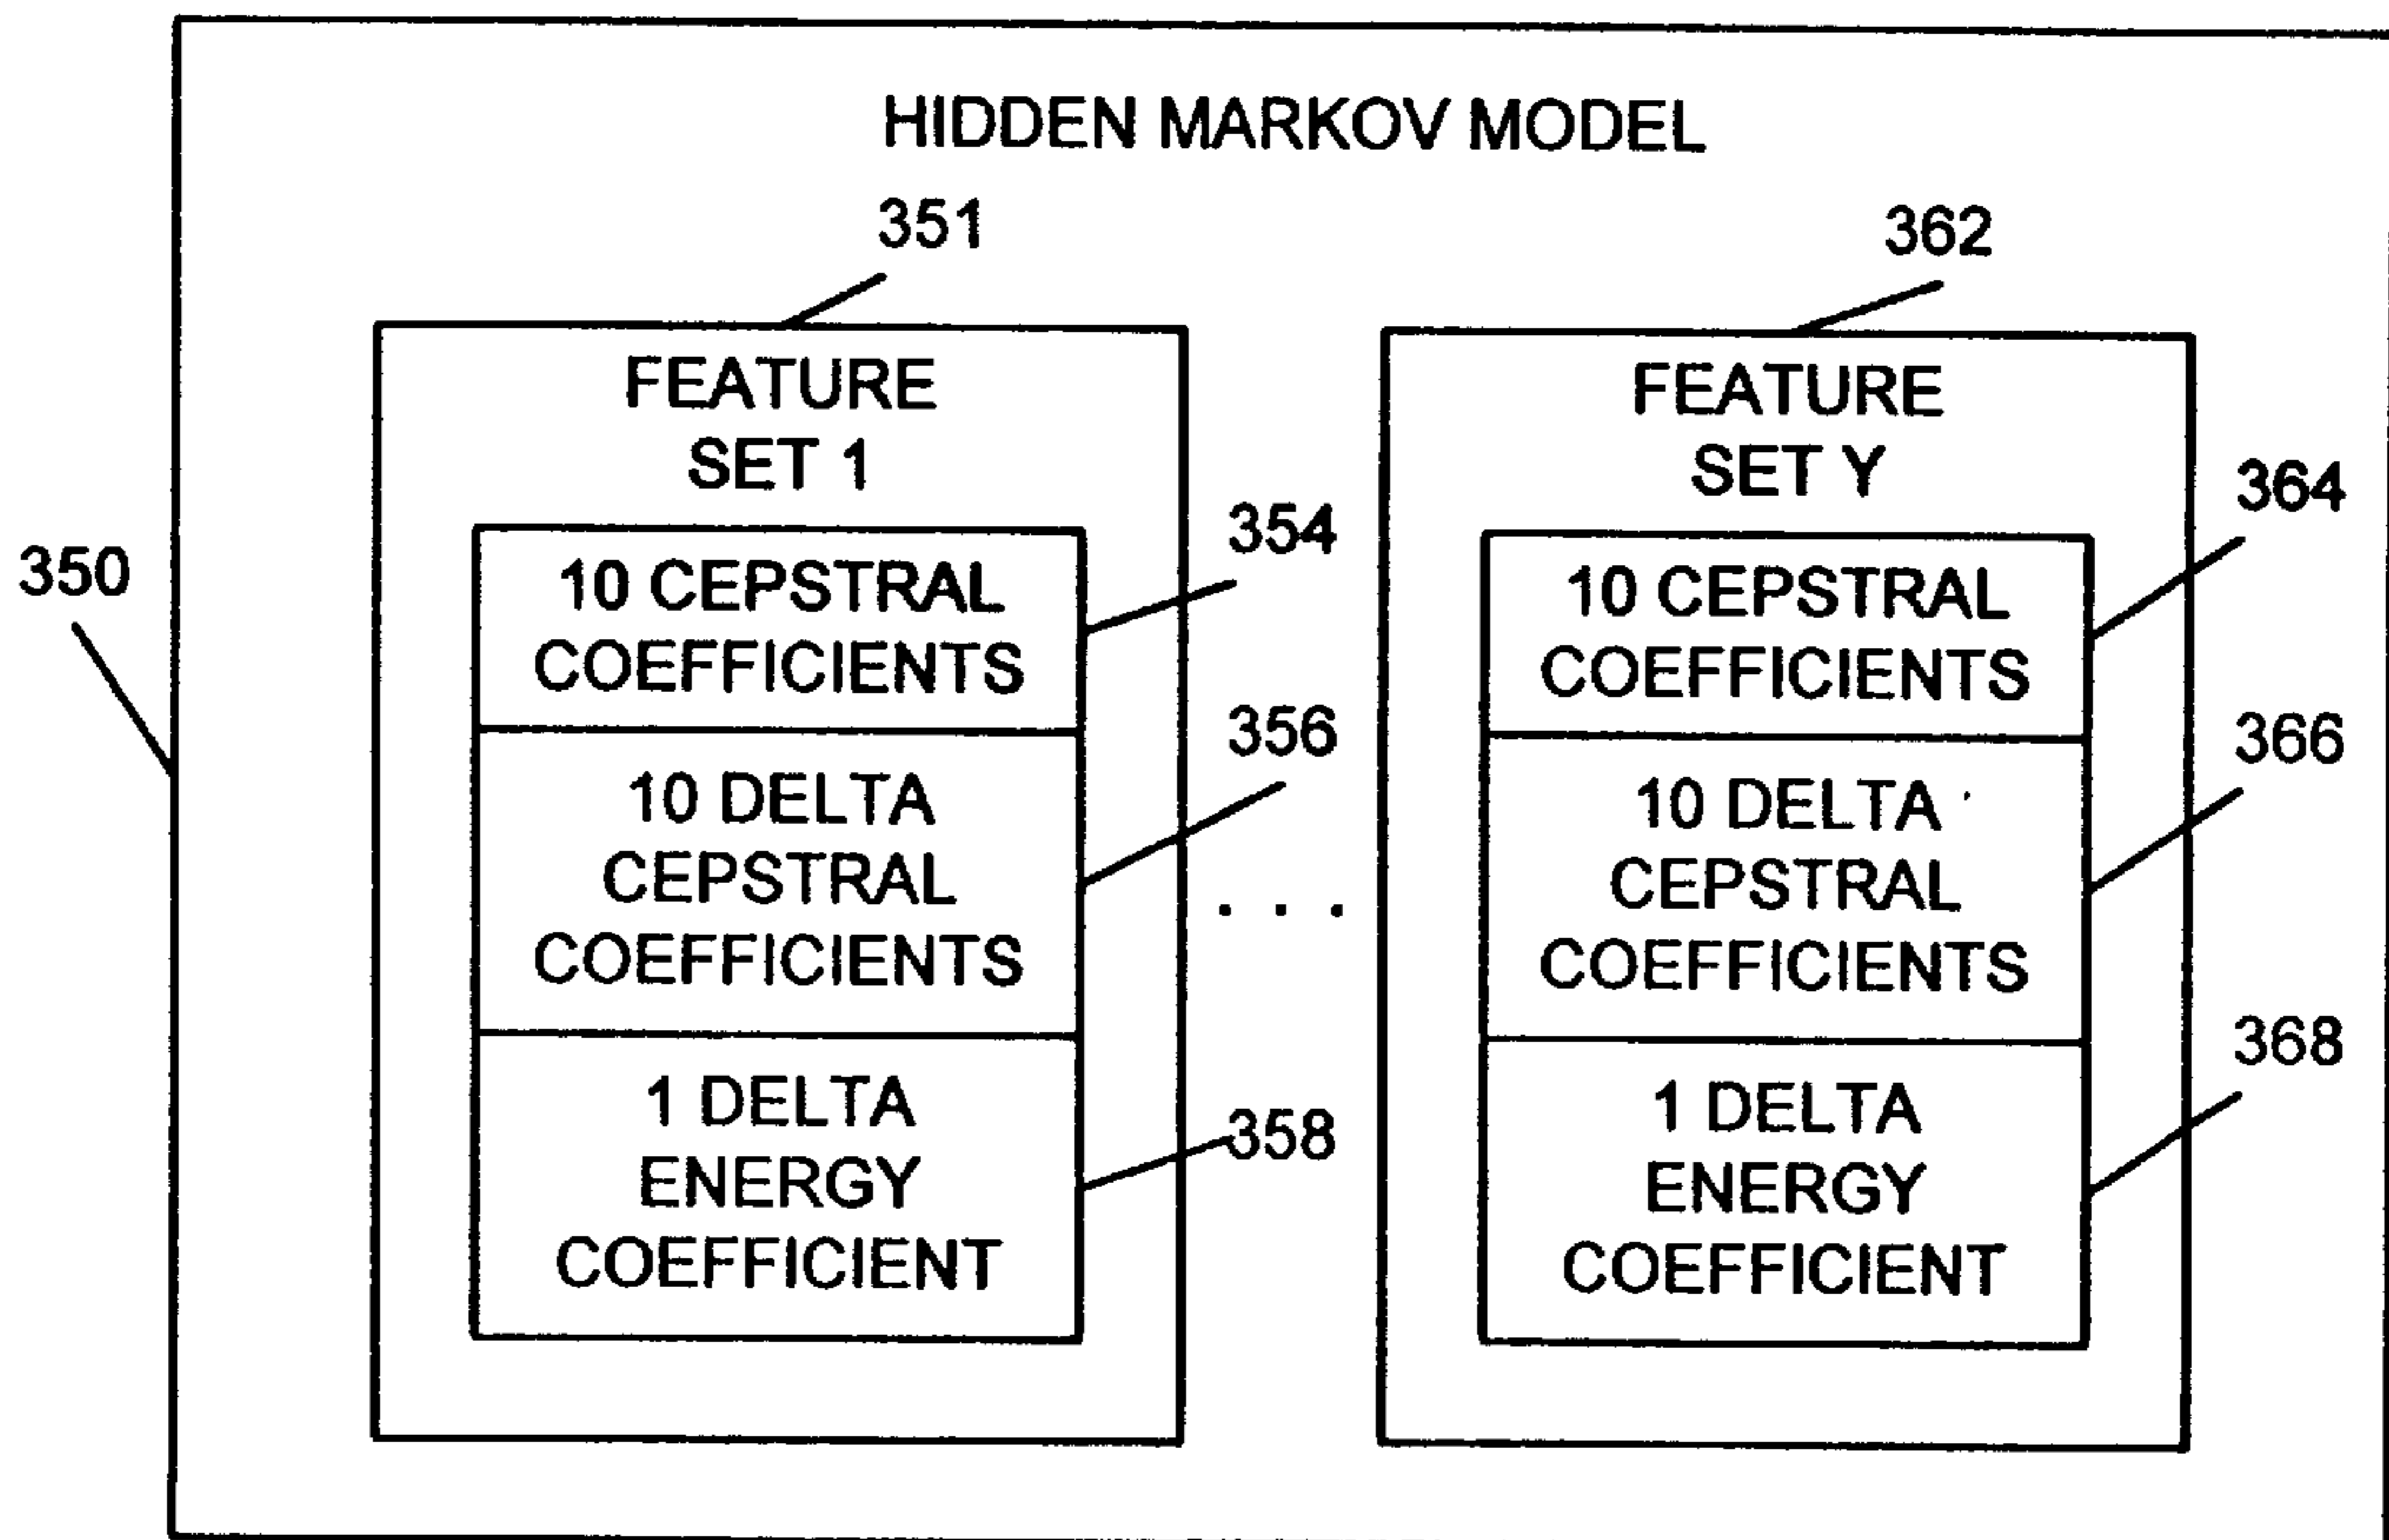 HIDDEN MARKOV MODEL
351
362
FEATURE
SET 1
FEATURE
SET Y
350
354
364
10 CEPSTRAL
COEFFICIENTS
10 CEPSTRAL
COEFFICIENTS
356
366
10 DELTA
CEPSTRAL
COEFFICIENTS
. . .
10 DELTA
CEPSTRAL
COEFFICIENTS
358
368
1 DELTA
ENERGY
COEFFICIENT
1 DELTA
ENERGY
COEFFICIENT